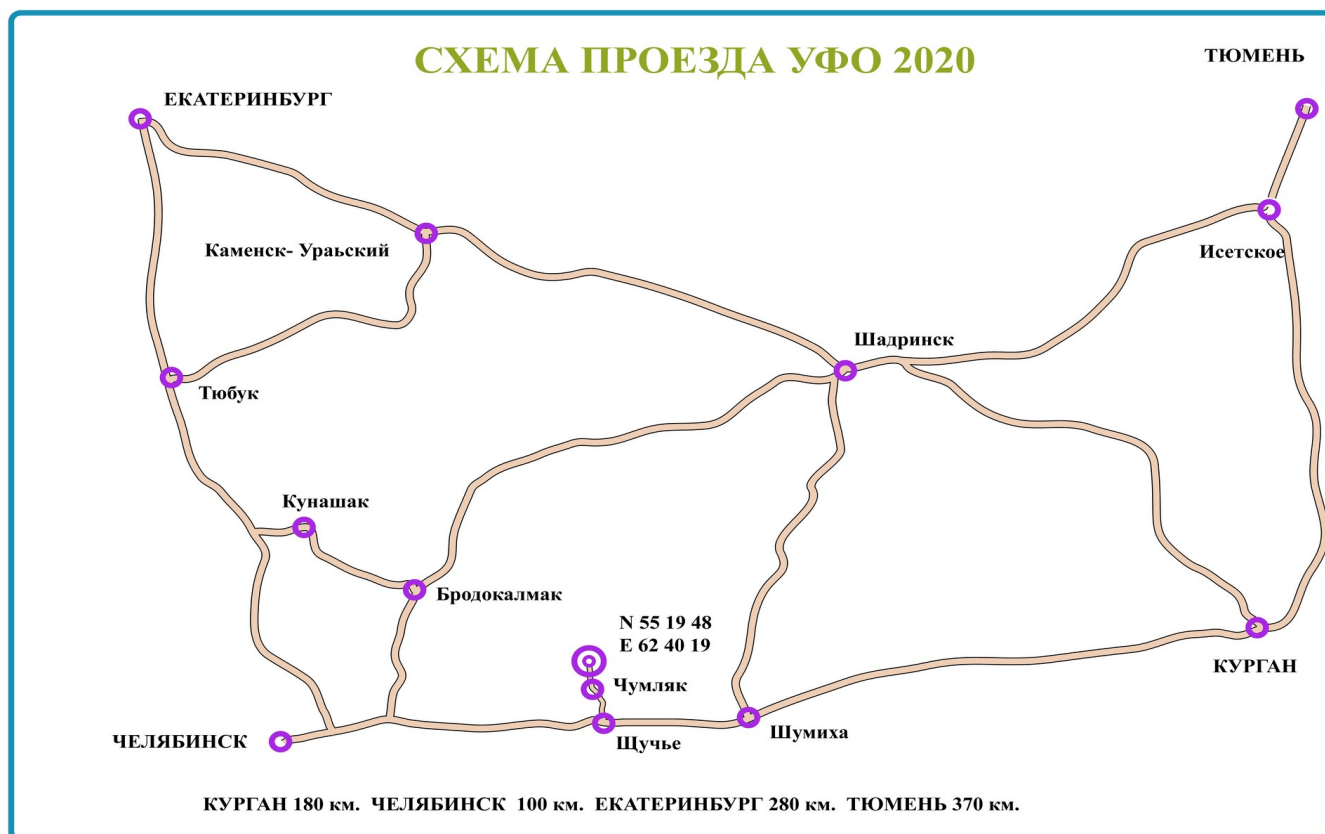 СХЕМА ПРОЕЗДА УФО 2020
ТЮМЕНЬ
ЕКАТЕРИНБУРГ
Каменск- Ураьский
Исетское
Шадринск
Тюбук
Кунашак
Бродокалмак
N 55 19 48
E 62 40 19
Чумляк
КУРГАН
Шумиха
Щучье
ЧЕЛЯБИНСК
КУРГАН 180 км. ЧЕЛЯБИНСК 100 км. ЕКАТЕРИНБУРГ 280 км. ТЮМЕНЬ 370 км.